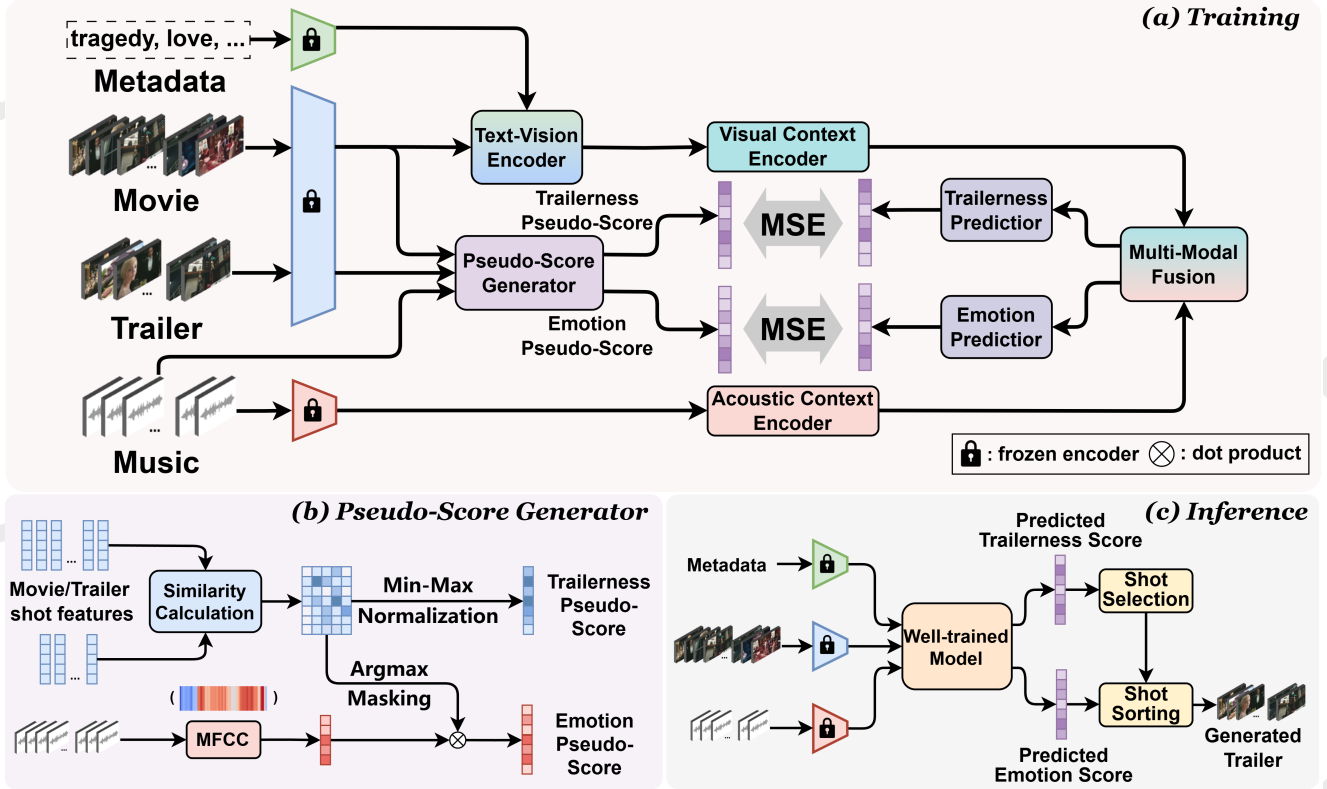 (a) Training
tragedy, love, ...
Metadata
Movie
...
Trailer
...
Music
...
Text-Vision
Encoder
Visual Context
Encoder
Trailerness
Pseudo-Score
MSE
Trailerness
Predictior
Pseudo-Score
Generator
Multi-Modal
Fusion
Emotion
Pseudo-Score
MSE
Emotion
Predictior
Acoustic Context
Encoder
: frozen encoder
: dot product
(b) Pseudo-Score Generator
...
Movie/Trailer
shot features
...
Similarity
Calculation
Min-Max
Normalization
Trailerness
Pseudo-
Score
Argmax
Masking
( )
...
MFCC
Emotion
Pseudo-
Score
(c) Inference
Metadata
...
...
Well-trained
Model
Predicted
Trailerness Score
Shot
Selection
Shot
Sorting
Predicted
Emotion Score
...
Generated
Trailer